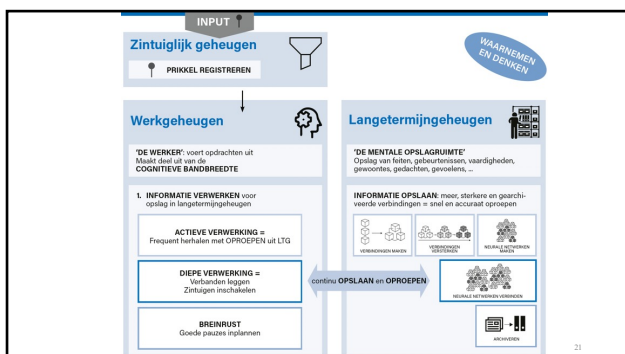 INPUT
Zintuiglijk geheugen
PRIKKEL REGISTREREN
WAARNEMEN
EN DENKEN
Werkgeheugen
'DE WERKER': voert opdrachten uit
Maakt deel uit van de
COGNITIEVE BANDBREEDTE
1. INFORMATIE VERWERKEN voor
opslag in langetermijngeheugen
ACTIEVE VERWERKING =
Frequent herhalen met OPROEPEN uit LTG
DIEPE VERWERKING =
Verbanden leggen
Zintuigen inschakelen
BREINRUST
Goede pauzes inplannen
continu OPSLAAN en OPROEPEN
Langetermijngeheugen
'DE MENTALE OPSLAGRUIMTE'
Opslag van feiten, gebeurtenissen, vaardigheden,
gewoontes, gedachten, gevoelens, ...
INFORMATIE OPSLAAN: meer, sterkere en gearchi-
veerde verbindingen = snel en accuraat oproepen
VERBINDINGEN MAKEN
VERBINDINGEN
VERSTERKEN
NEURALE NETWERKEN
MAKEN
NEURALE NETWERKEN VERBINDEN
ARCHIVEREN
21